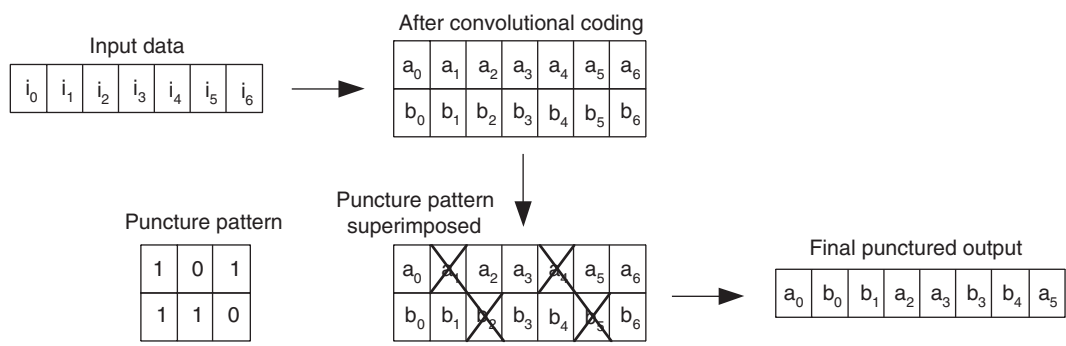 After convolutional coding
Input data
i0 i1 i2 i3 i4 i5 i6
a0 a1 a2 a3 a4 a5 a6
b0 b1 b2 b3 b4 b5 b6
Puncture pattern
superimposed
Puncture pattern
1 0 1
1 1 0
a0 a1 a2 a3 a4 a5 a6
b0 b1 b2 b3 b4 b5 b6
Final punctured output
a0 b0 b1 a2 a3 b3 b4 a5